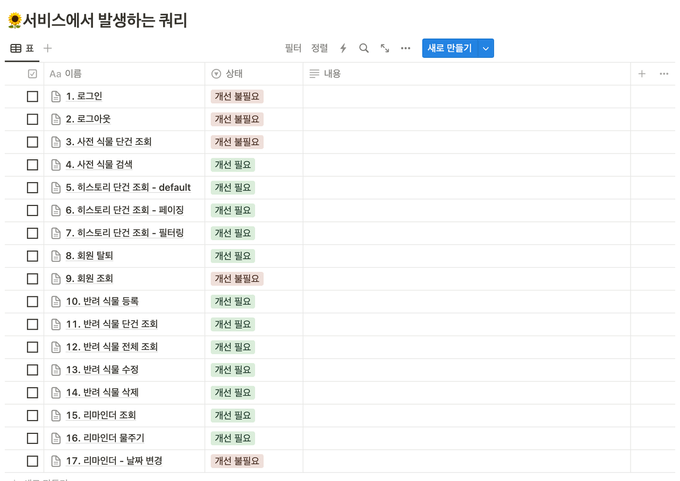 🌻서비스에서 발생하는 쿼리
표
필터 정렬 새로 만들기
Aa 이름 상태 내용
1. 로그인 개선 불필요
2. 로그아웃 개선 불필요
3. 사전 식물 단건 조회 개선 불필요
4. 사전 식물 검색 개선 필요
5. 히스토리 단건 조회 - default 개선 필요
6. 히스토리 단건 조회 - 페이징 개선 필요
7. 히스토리 단건 조회 - 필터링 개선 필요
8. 회원 탈퇴 개선 필요
9. 회원 조회 개선 불필요
10. 반려 식물 등록 개선 필요
11. 반려 식물 단건 조회 개선 필요
12. 반려 식물 전체 조회 개선 필요
13. 반려 식물 수정 개선 필요
14. 반려 식물 삭제 개선 필요
15. 리마인더 조회 개선 필요
16. 리마인더 물주기 개선 필요
17. 리마인더 - 날짜 변경 개선 불필요